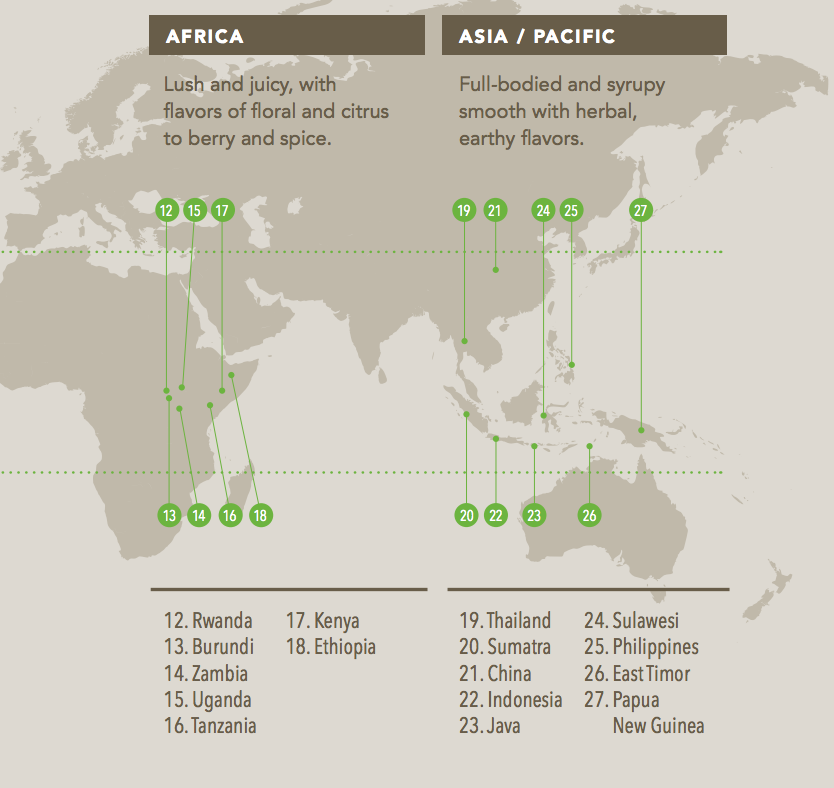 AFRICA
Lush and juicy, with
flavors of floral and citrus
to berry and spice.
ASIA / PACIFIC
Full-bodied and syrupy
smooth with herbal,
earthy flavors.
12 15 17 19 21 24 25 27
13 14 16 18 20 22 23 26
12. Rwanda
13. Burundi
14. Zambia
15. Uganda
16. Tanzania
17. Kenya
18. Ethiopia
19. Thailand
20. Sumatra
21. China
22. Indonesia
23. Java
24. Sulawesi
25. Philippines
26. East Timor
27. Papua
New Guinea